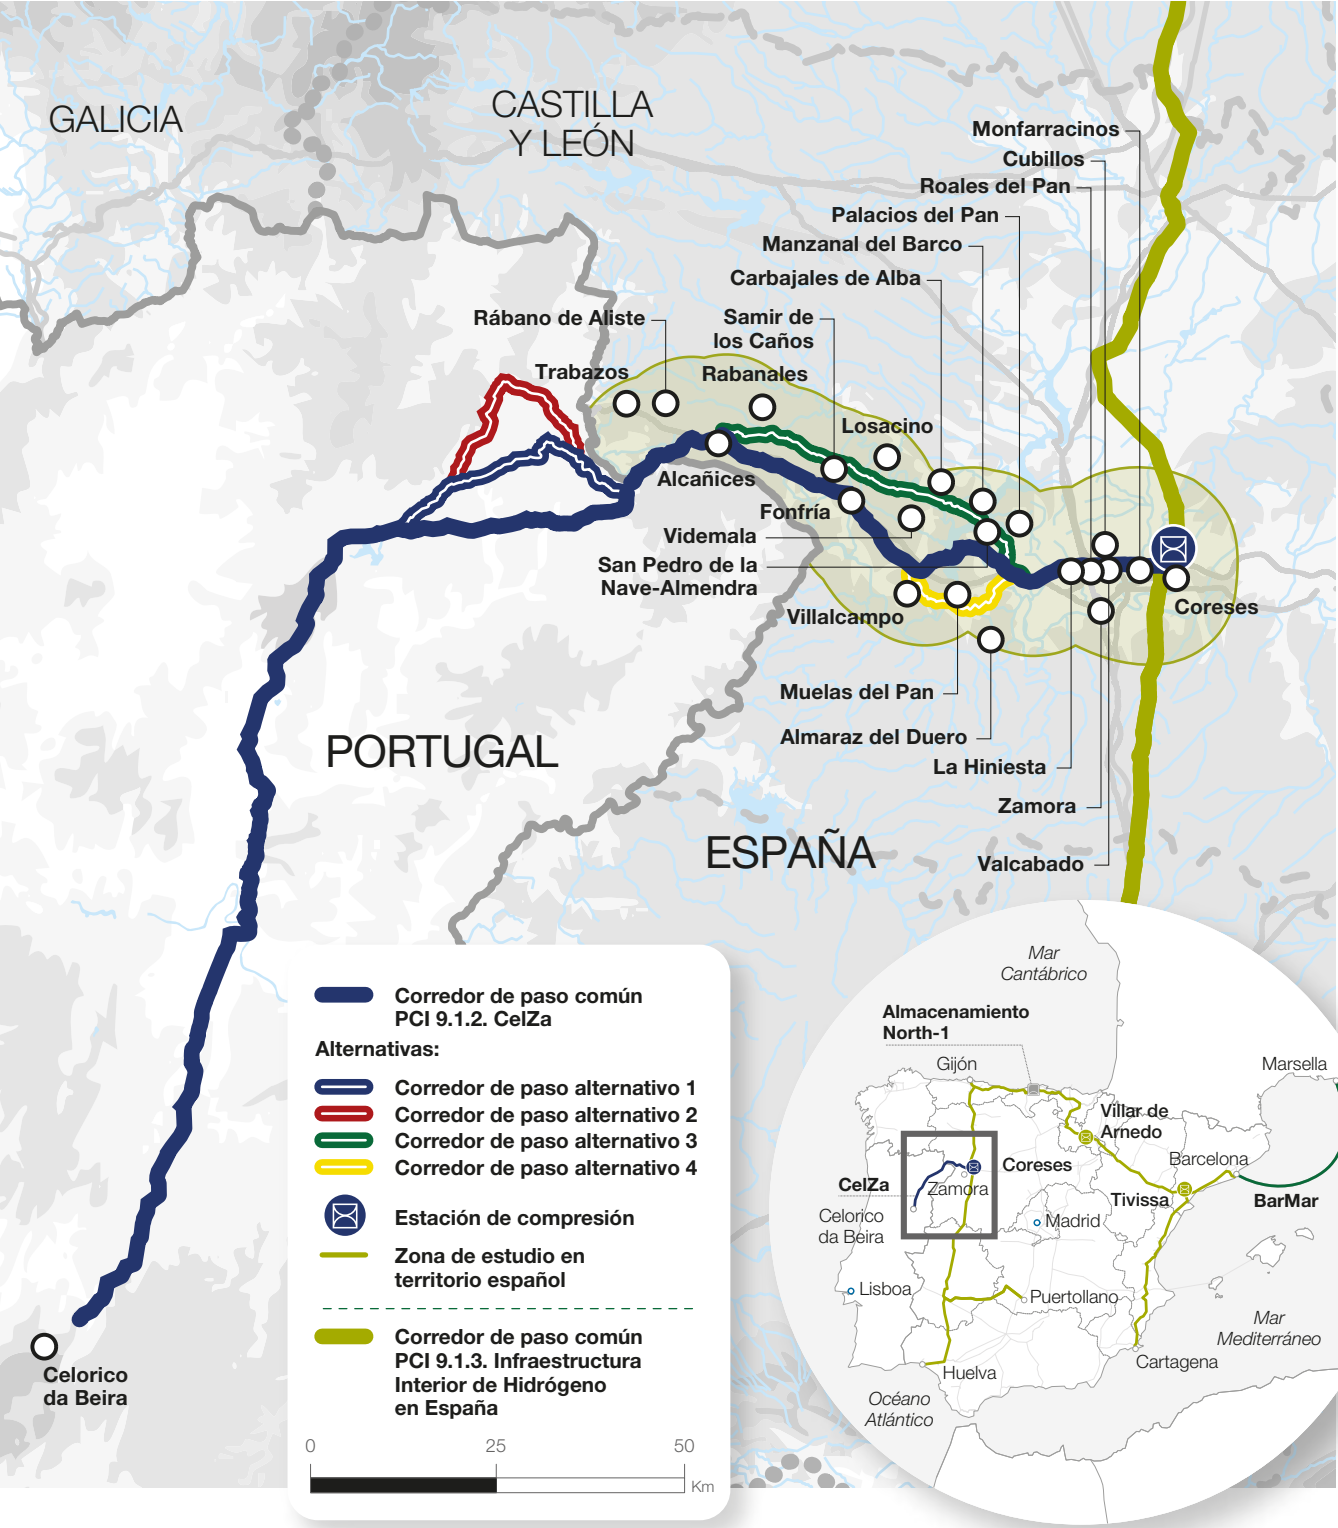 GALICIA
CASTILLA
Y LEÓN
Monfarracinos
Cubillos
Roales del Pan
Palacios del Pan
Manzanal del Barco
Carbajales de Alba
Rábano de Aliste
Samir de
los Caños
Trabazos
Rabanales
Losacino
Alcañices
Fonfría
Videmala
San Pedro de la
Nave-Almendra
Villalcampo
Coreses
Muelas del Pan
Almaraz del Duero
La Hiniesta
Zamora
Valcabado
PORTUGAL
ESPAÑA
Celorico
da Beira
Corredor de paso común
PCI 9.1.2. CelZa
Alternativas:
Corredor de paso alternativo 1
Corredor de paso alternativo 2
Corredor de paso alternativo 3
Corredor de paso alternativo 4
Estación de compresión
Zona de estudio en
territorio español
Corredor de paso común
PCI 9.1.3. Infraestructura
Interior de Hidrógeno
en España
0
25
50
Km
Mar
Cantábrico
Almacenamiento
North-1
Gijón
Marsella
Villar de
Arnedo
Barcelona
Coreses
CelZa
Zamora
Tivissa
BarMar
Celorico
da Beira
Madrid
Lisboa
Puertollano
Mar
Mediterráneo
Cartagena
Huelva
Océano
Atlántico